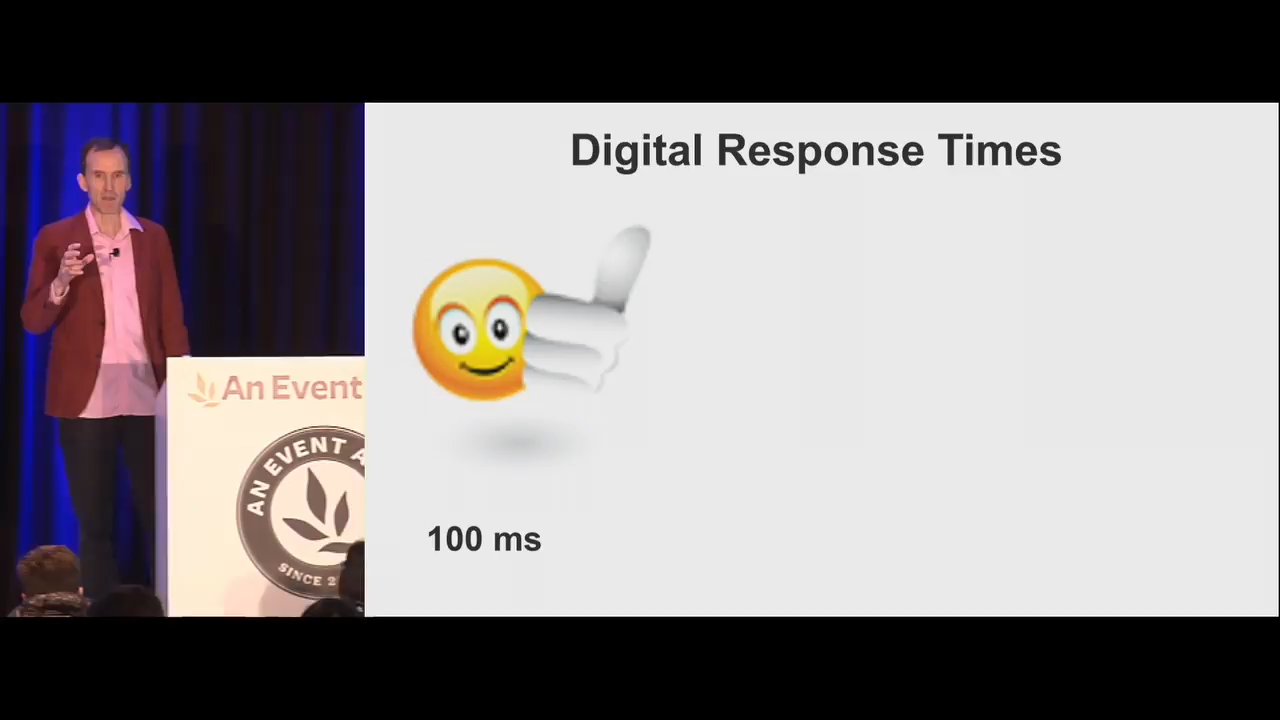 Digital Response Times
100 ms
An Event
AN EVENT A
SINCE 2